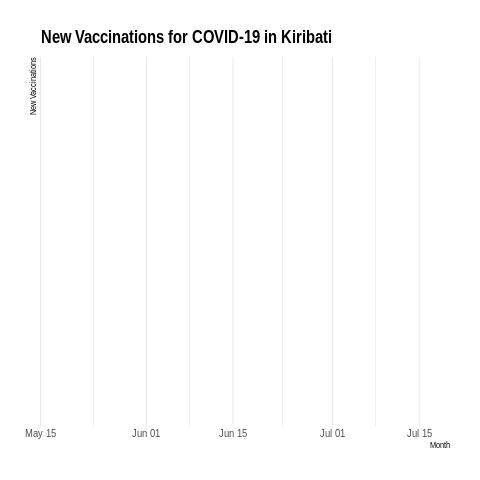 New Vaccinations for COVID-19 in Kiribati
New Vaccinations
May 15
Jun 01
Jun 15
Jul 01
Jul 15
Month